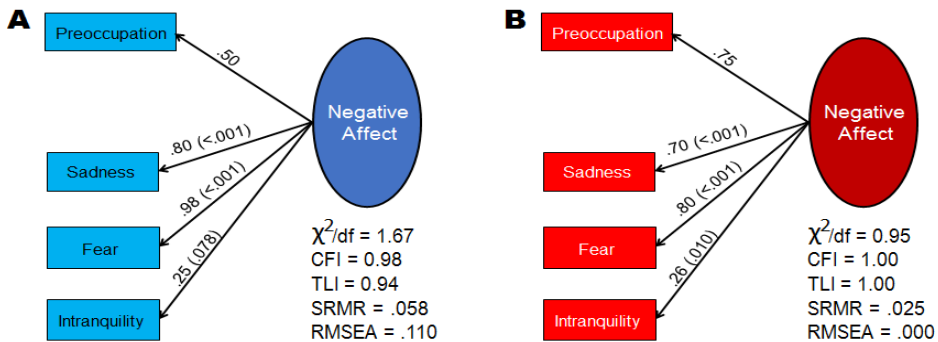 A
Preoccupation
.50
Negative
Affect
.80 (<.001)
Sadness
.98 (<.001)
Fear
.25 (.078)
Intranquility
χ²/df = 1.67
CFI = 0.98
TLI = 0.94
SRMR = .058
RMSEA = .110
B
Preoccupation
.75
Negative
Affect
.70 (<.001)
Sadness
.80 (<.001)
Fear
.26 (.010)
Intranquility
χ²/df = 0.95
CFI = 1.00
TLI = 1.00
SRMR = .025
RMSEA = .000